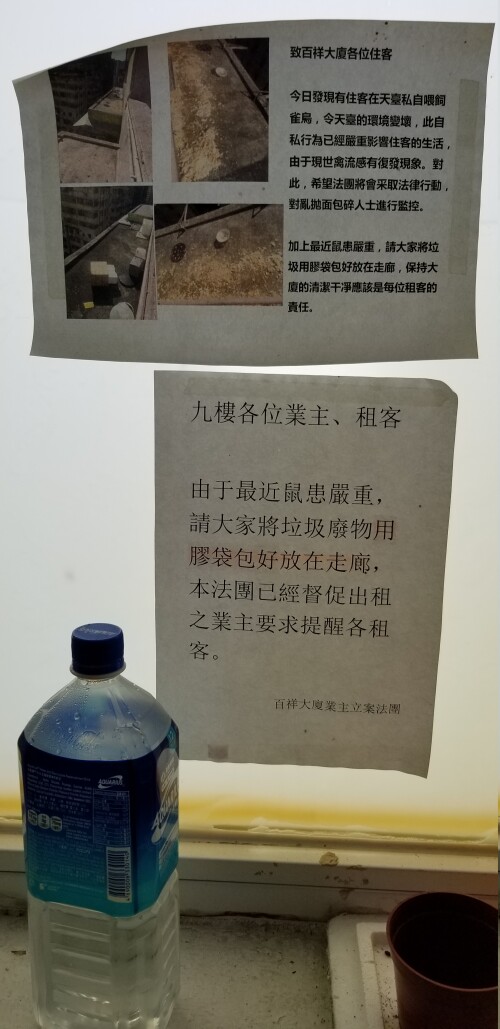 致百祥大廈各位住客
今日發現有住客在天臺私自喂飼
雀鳥，令天臺的環境變壞，此自
私行為已經嚴重影響住客的生活，
由于現世禽流感有復發現象。對
此，希望法團將會采取法律行動，
對亂拋面包碎人士進行監控。
加上最近鼠患嚴重，請大家將垃
圾用膠袋包好放在走廊，保持大
廈的清潔干凈應該是每位租客的
責任。
九樓各位業主、租客
由于最近鼠患嚴重，
請大家將垃圾廢物用
膠袋包好放在走廊，
本法團已經督促出租
之業主要求提醒各租
客。
百祥大廈業主立案法團